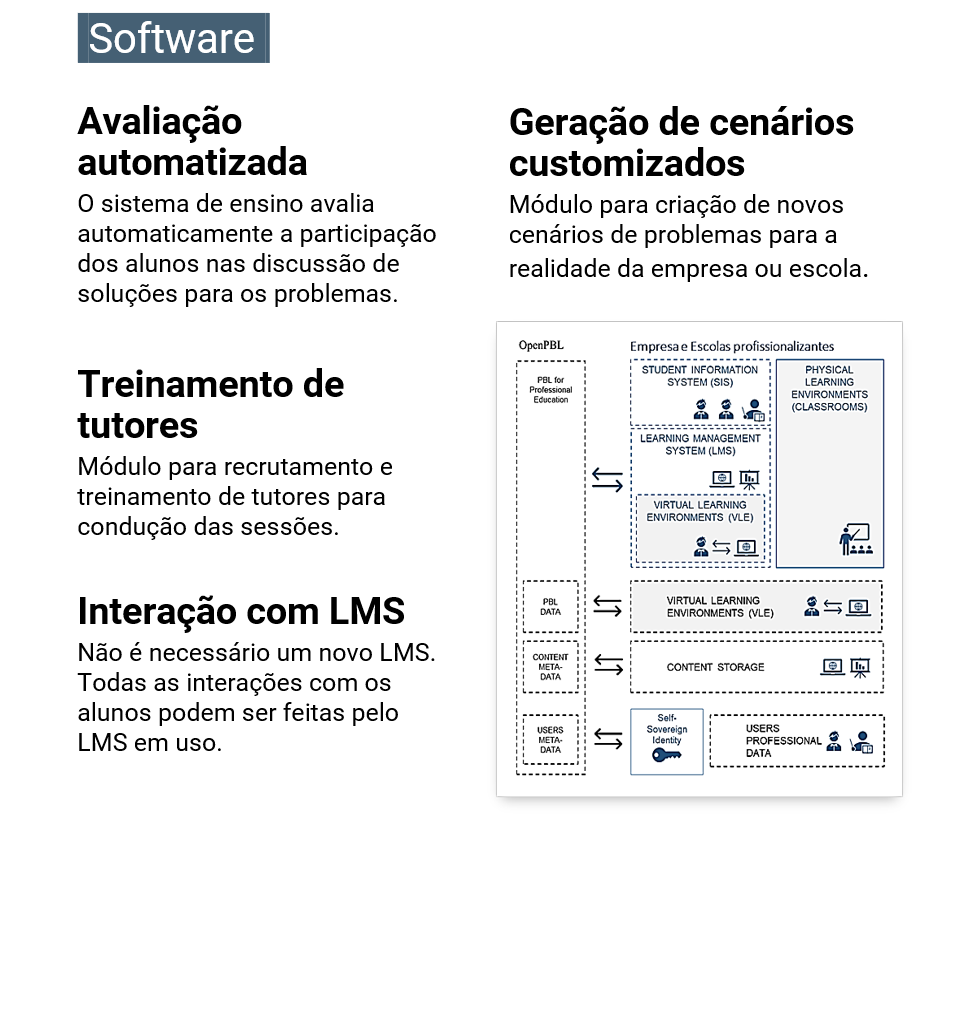 Software
Avaliação
automatizada
O sistema de ensino avalia
automaticamente a participação
dos alunos nas discussão de
soluções para os problemas.
Treinamento de
tutores
Módulo para recrutamento e
treinamento de tutores para
condução das sessões.
Interação com LMS
Não é necessário um novo LMS.
Todas as interações com os
alunos podem ser feitas pelo
LMS em uso.
Geração de cenários
customizados
Módulo para criação de novos
cenários de problemas para a
realidade da empresa ou escola.
OpenPBL
Empresa e Escolas profissionalizantes
PBL for
Professional
Education
STUDENT INFORMATION
SYSTEM (SIS)
LEARNING MANAGEMENT
SYSTEM (LMS)
VIRTUAL LEARNING
ENVIRONMENTS (VLE)
PHYSICAL
LEARNING
ENVIRONMENTS
(CLASSROOMS)
PBL
DATA
VIRTUAL LEARNING
ENVIRONMENTS (VLE)
CONTENT
META-
DATA
CONTENT STORAGE
USERS
META-
DATA
Self-
Sovereign
Identity
USERS
PROFESSIONAL
DATA